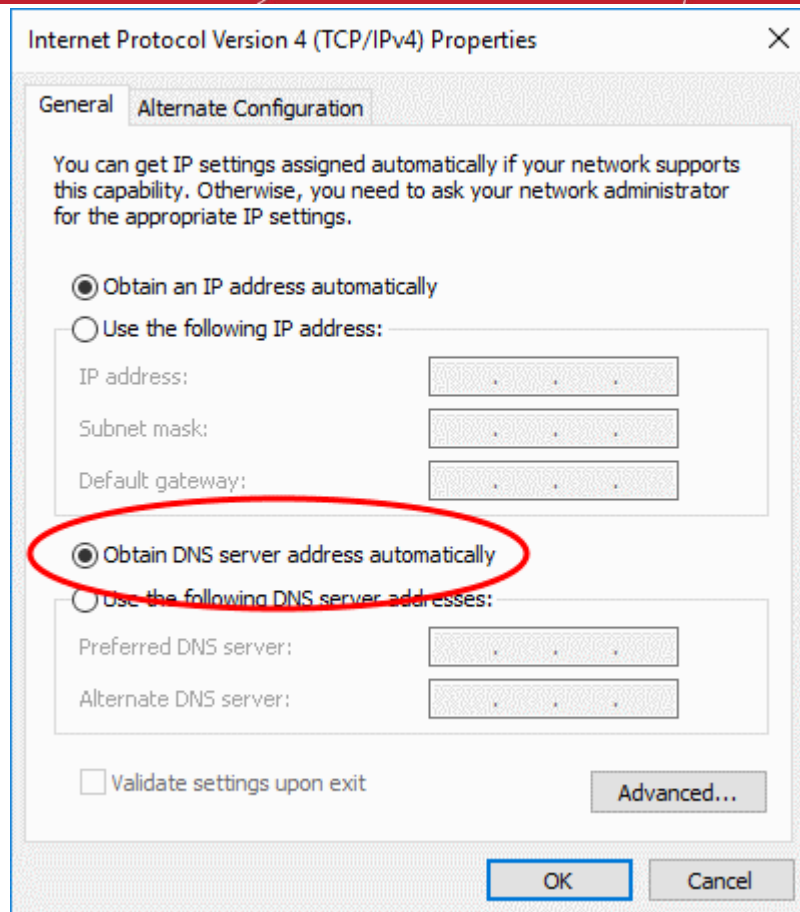 Internet Protocol Version 4 (TCP/IPv4) Properties
General
Alternate Configuration
You can get IP settings assigned automatically if your network supports
this capability. Otherwise, you need to ask your network administrator
for the appropriate IP settings.
Obtain an IP address automatically
Use the following IP address:
IP address:
Subnet mask:
Default gateway:
Obtain DNS server address automatically
Use the following DNS server addresses:
Preferred DNS server:
Alternate DNS server:
Validate settings upon exit
Advanced...
OK
Cancel